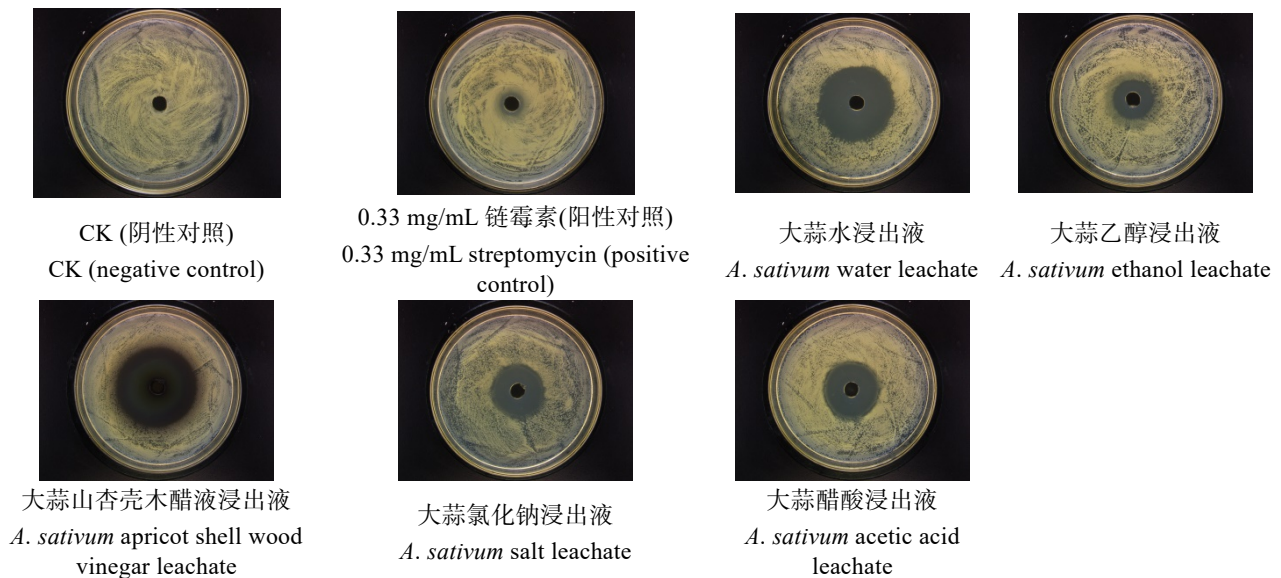 CK (阴性对照)
CK (negative control)
0.33 mg/mL 链霉素(阳性对照)
0.33 mg/mL streptomycin (positive
control)
大蒜水浸出液
A. sativum water leachate
大蒜乙醇浸出液
A. sativum ethanol leachate
大蒜山杏壳木醋液浸出液
A. sativum apricot shell wood
vinegar leachate
大蒜氯化钠浸出液
A. sativum salt leachate
大蒜醋酸浸出液
A. sativum acetic acid
leachate